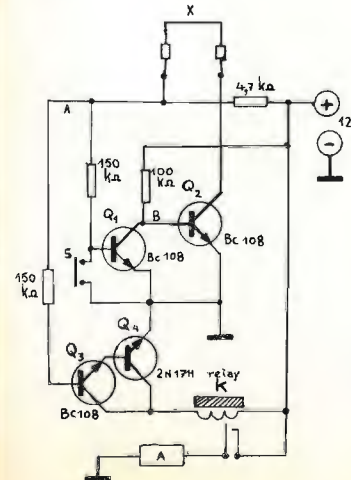 X
4,7 kΩ
A
+
12
-
150
kΩ
100
kΩ
Q2
Q1
B
S
BC 108
BC 108
150
kΩ
Q4
Q3
2N1711
relay
K
BC108
A